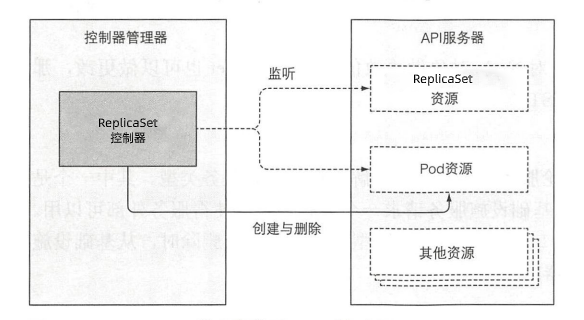 控制器管理器
API服务器
监听
ReplicaSet
资源
ReplicaSet
控制器
Pod资源
创建与删除
其他资源